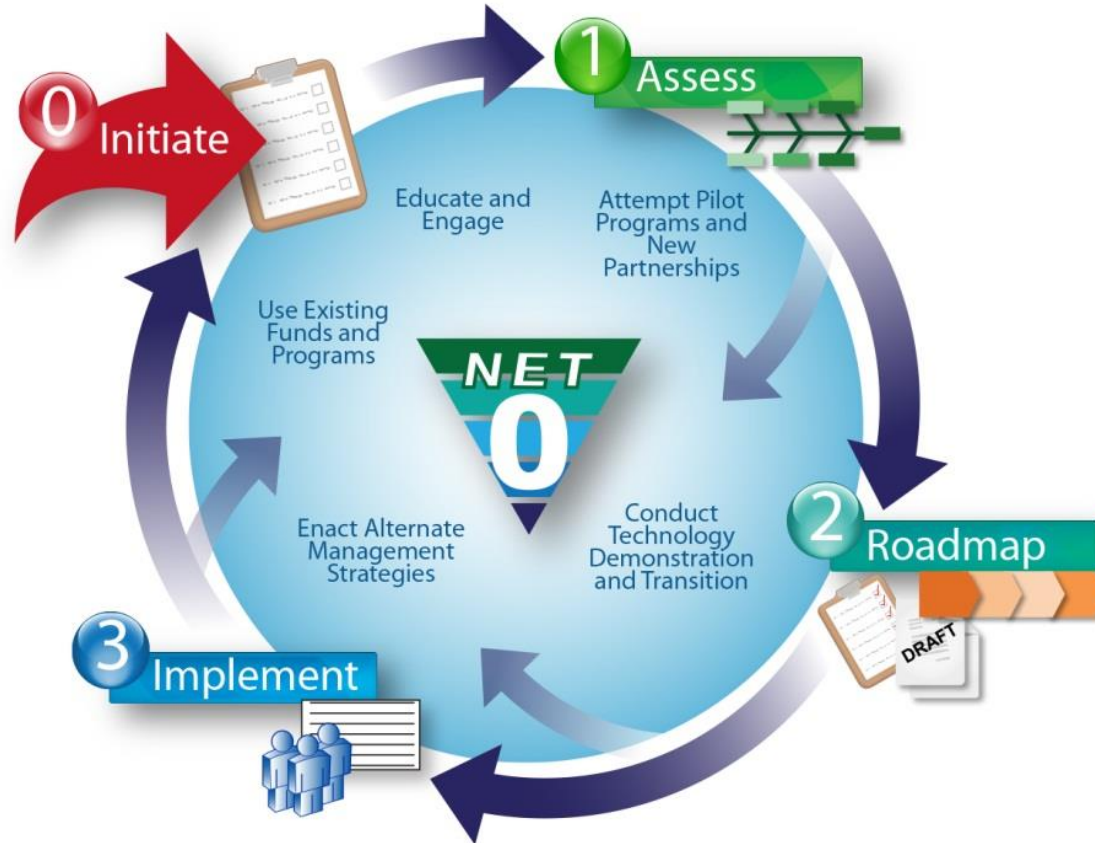 0
Initiate
1
Assess
Educate and
Engage
Attempt Pilot
Programs and
New
Partnerships
Use Existing
Funds and
Programs
NET
0
Enact Alternate
Management
Strategies
Conduct
Technology
Demonstration
and Transition
2
Roadmap
DRAFT
3
Implement